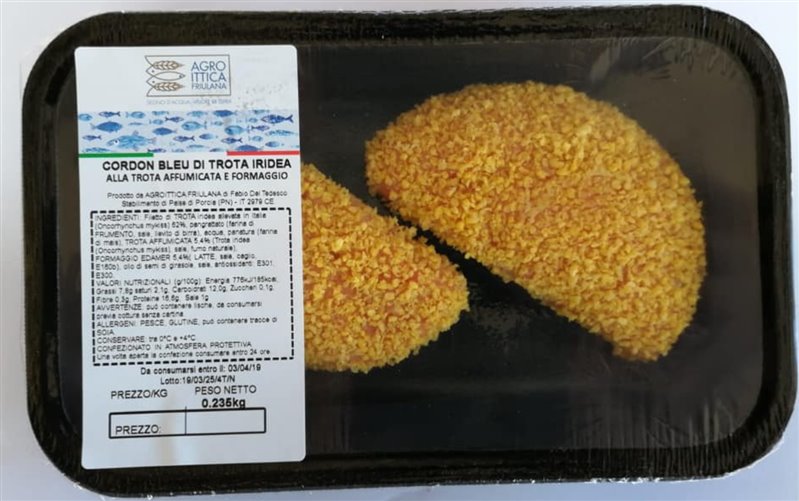 AGRO
ITTICA
FRIULANA
CORDON BLEU DI TROTA IRIDEA
ALLA TROTA AFFUMICATA E FORMAGGIO
Prodotto da AGROITTICA FRIULANA di Fabio Del Tedesco
Stabilimento di Palse di Porcia (PN) - IT 2979 CE
INGREDIENTI: Filetto di TROTA iridea allevata in Italia
(Oncorhynchus mykiss) 62%, pangrattato (farina di
FRUMENTO, sale, lievito di birra), acqua, panatura (farina
di mais), TROTA AFFUMICATA 5,4% (Trota iridea
(Oncorhynchus mykiss), sale, fumo naturale),
FORMAGGIO EDAMER 5,4%( LATTE, sale, caglio,
E160b), olio di semi di girasole, sale, antiossidanti: E301,
E300.
VALORI NUTRIZIONALI (g/100g): Energia 776kJ/185kcal,
Grassi 7,8g saturi 2,1g, Carboidrati 12,0g, Zuccheri 0,1g,
Fibre 0,3g, Proteine 16,6g, Sale 1g
AVVERTENZE: può contenere lische, da consumarsi
previa cottura senza cartina
ALLERGENI: PESCE, GLUTINE, può contenere tracce di
SOIA
CONSERVARE: tra 0°C e +4°C
CONFEZIONATO IN ATMOSFERA PROTETTIVA
Una volta aperta la confezione consumare entro 24 ore
Da consumarsi entro il: 03/04/19
Lotto:19/03/25/4T/N
PREZZO/KG PESO NETTO
0.235kg
PREZZO: